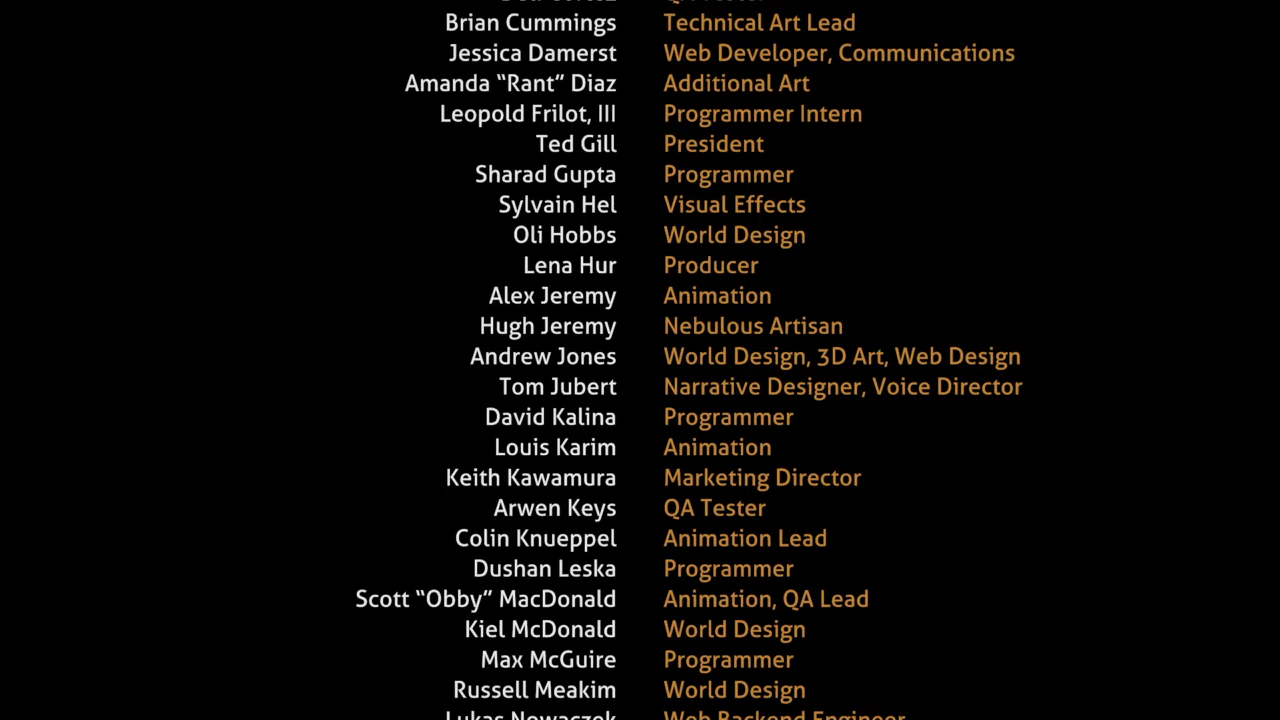 Brian Cummings Technical Art Lead
Jessica Damerst Web Developer, Communications
Amanda “Rant” Diaz Additional Art
Leopold Frilot, III Programmer Intern
Ted Gill President
Sharad Gupta Programmer
Sylvain Hel Visual Effects
Oli Hobbs World Design
Lena Hur Producer
Alex Jeremy Animation
Hugh Jeremy Nebulous Artisan
Andrew Jones World Design, 3D Art, Web Design
Tom Jubert Narrative Designer, Voice Director
David Kalina Programmer
Louis Karim Animation
Keith Kawamura Marketing Director
Arwen Keys QA Tester
Colin Knueppel Animation Lead
Dushan Leska Programmer
Scott “Obby” MacDonald Animation, QA Lead
Kiel McDonald World Design
Max McGuire Programmer
Russell Meakim World Design
Lukas Nowaczek Web Backend Engineer